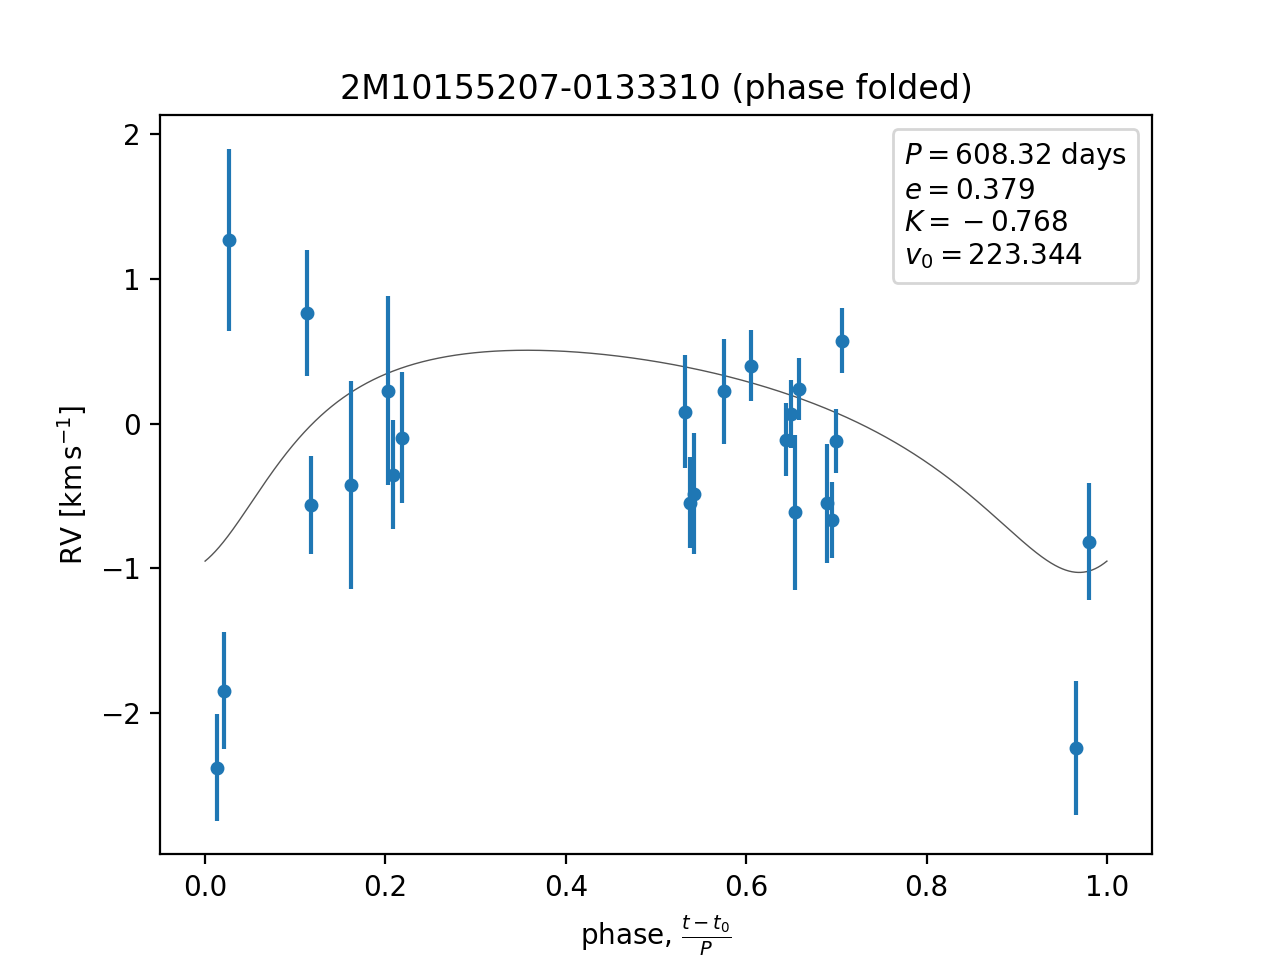 2M10155207-0133310 (phase folded)
P = 608.32 days
e = 0.379
K = −0.768
v₀ = 223.344
2
1
0
−1
−2
RV [km s⁻¹]
0.0 0.2 0.4 0.6 0.8 1.0
phase, (t − t₀)/P